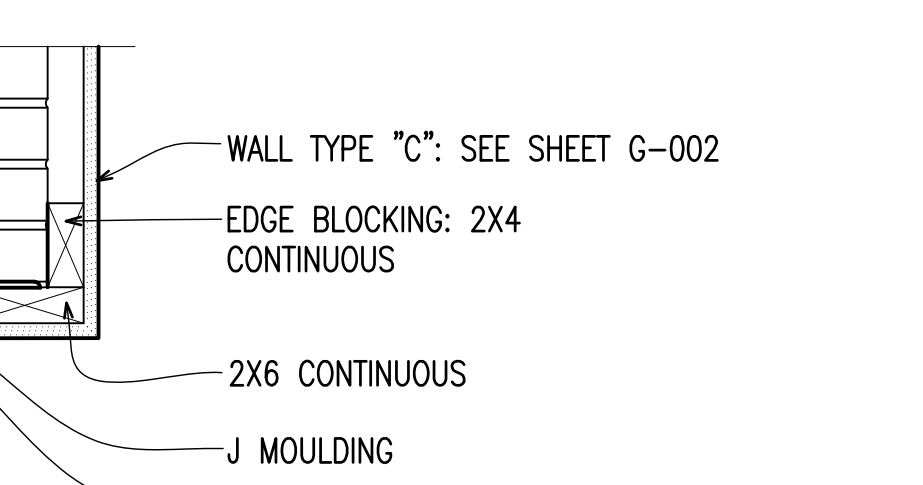 WALL TYPE "C": SEE SHEET G-002
EDGE BLOCKING: 2X4
CONTINUOUS
2X6 CONTINUOUS
J MOULDING